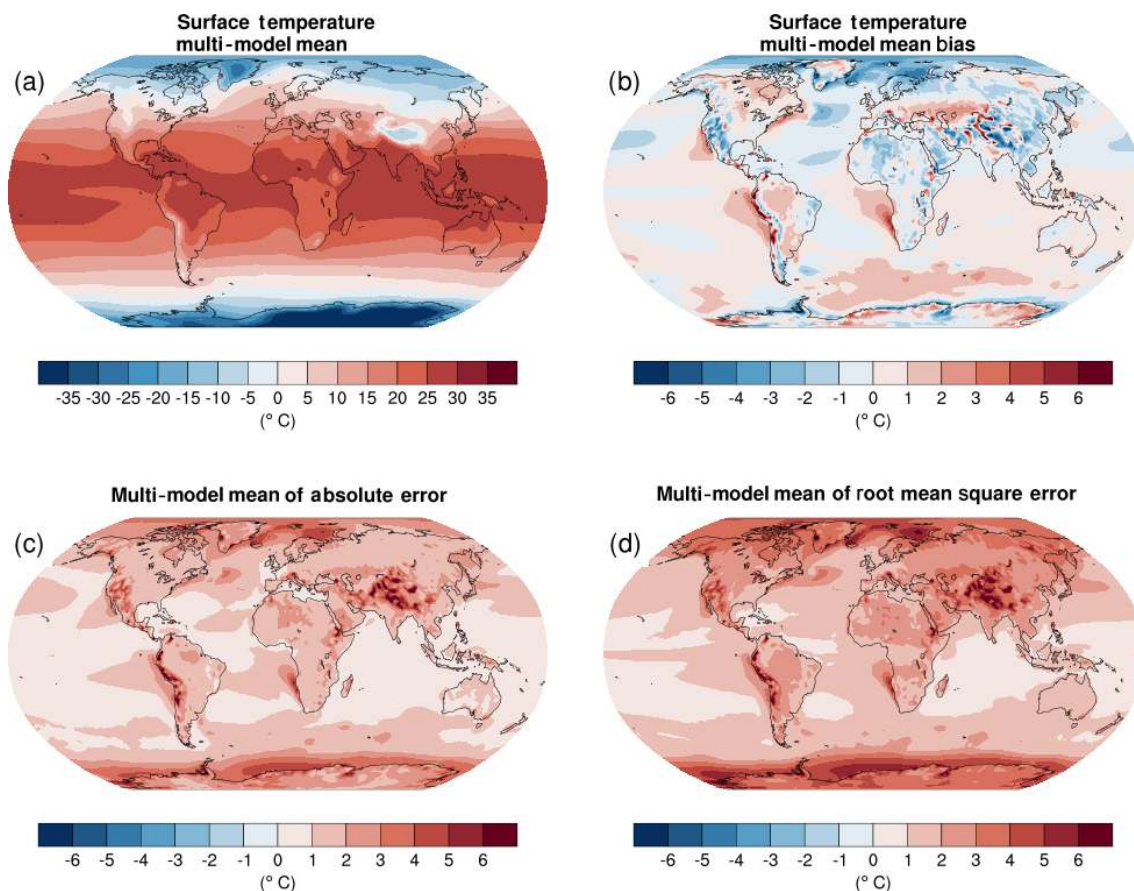 Surface temperature
multi-model mean
(a)
-35 -30 -25 -20 -15 -10 -5 0 5 10 15 20 25 30 35
(° C)
Surface temperature
multi-model mean bias
(b)
-6 -5 -4 -3 -2 -1 0 1 2 3 4 5 6
(° C)
Multi-model mean of absolute error
(c)
-6 -5 -4 -3 -2 -1 0 1 2 3 4 5 6
(° C)
Multi-model mean of root mean square error
(d)
-6 -5 -4 -3 -2 -1 0 1 2 3 4 5 6
(° C)